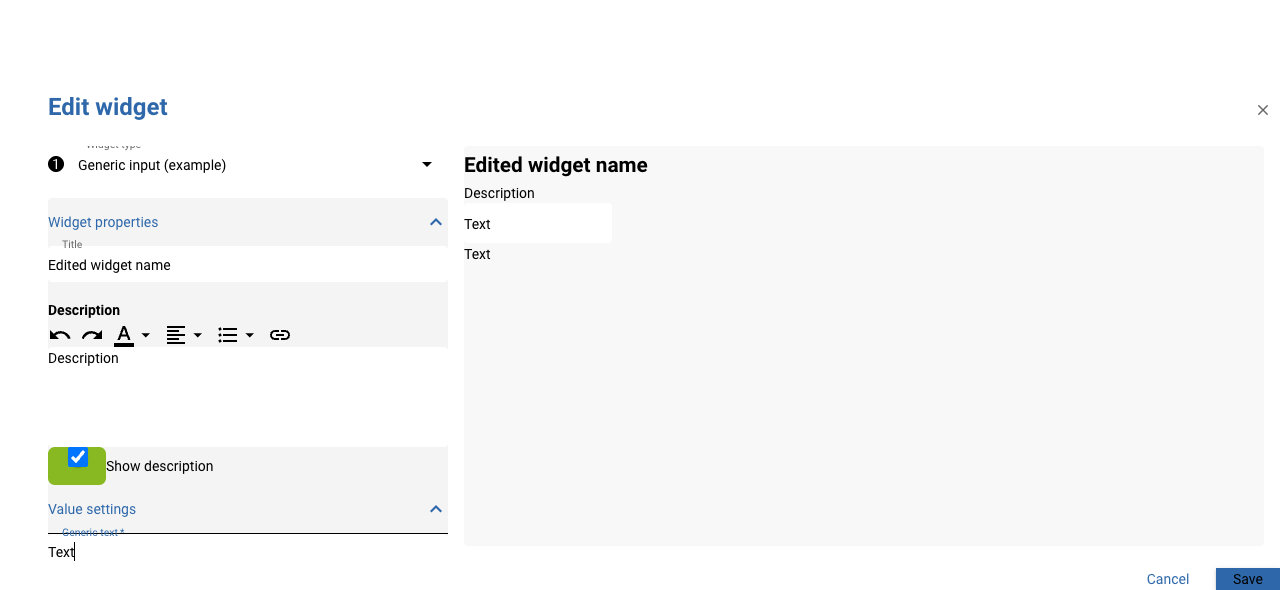 Edit widget
Widget type
1 Generic input (example)
Widget properties
Title
Edited widget name
Description
A
Description
Show description
Value settings
Generic text *
Text
Edited widget name
Description
Text
Text
Cancel
Save